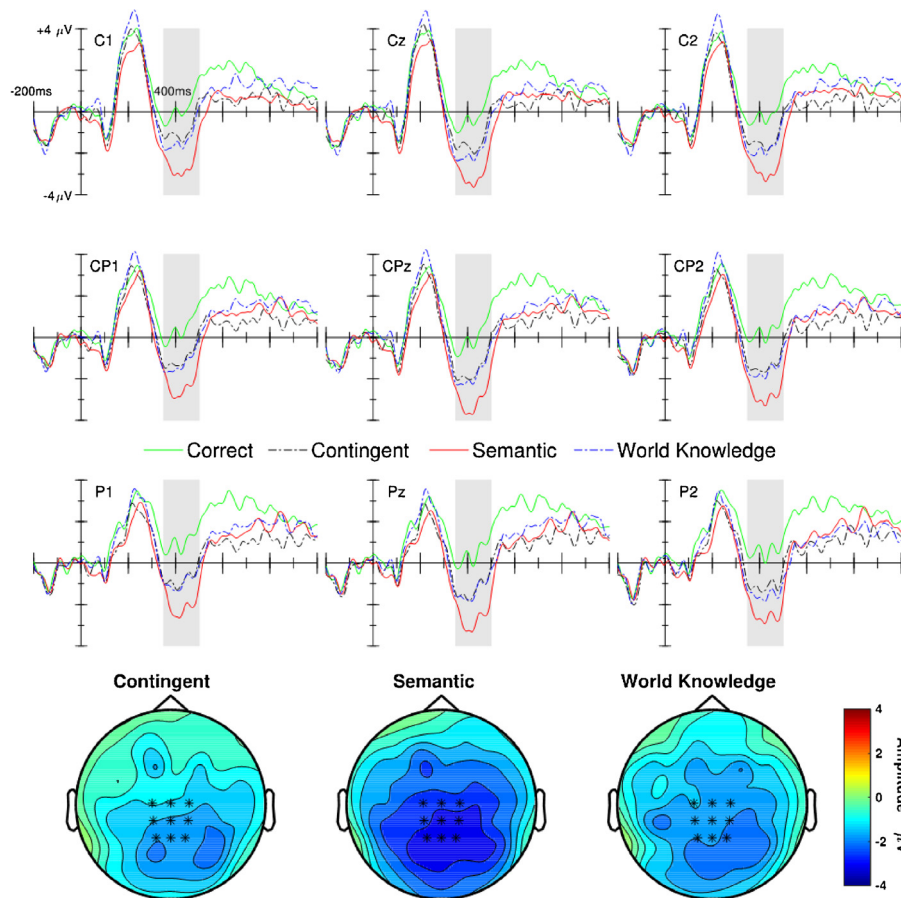 C1
Cz
C2
+4 µV
-200ms
400ms
-4 µV
CP1
CPz
CP2
Correct
Contingent
Semantic
World Knowledge
P1
Pz
P2
Contingent
Semantic
World Knowledge
4
2
0
-2
-4